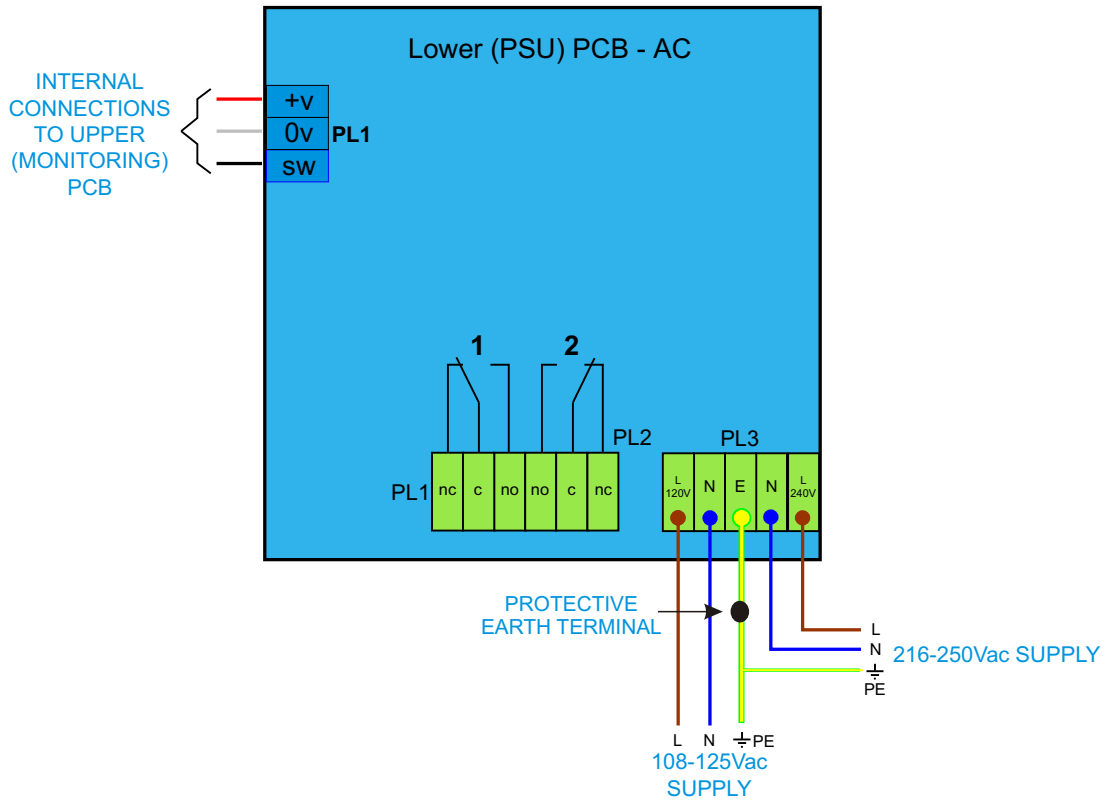 Lower (PSU) PCB - AC
INTERNAL
CONNECTIONS
TO UPPER
(MONITORING)
PCB
+v
0v
sw
PL1
1
2
PL1
nc
c
no
no
c
nc
PL2
PL3
L
120V
N
E
N
L
240V
PROTECTIVE
EARTH TERMINAL
L
N
PE
216-250Vac SUPPLY
L
N
PE
108-125Vac
SUPPLY